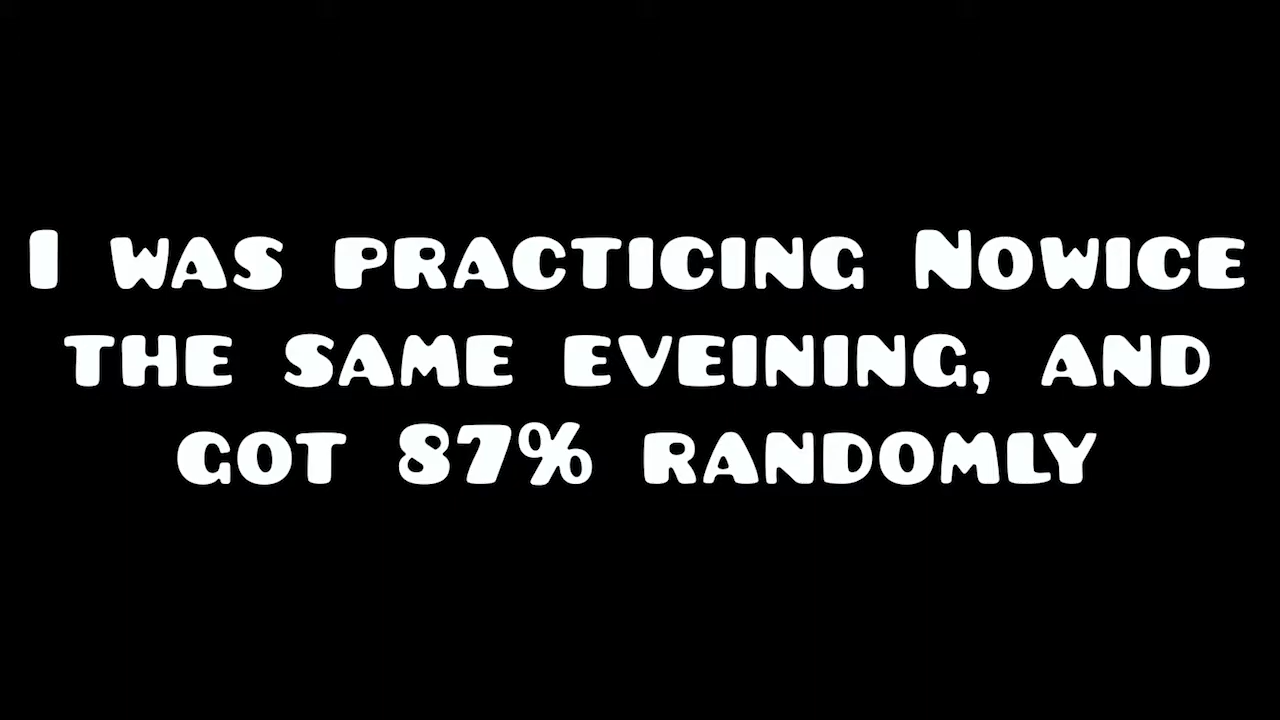 I was practicing Nowice
the same eveining, and
got 87% randomly